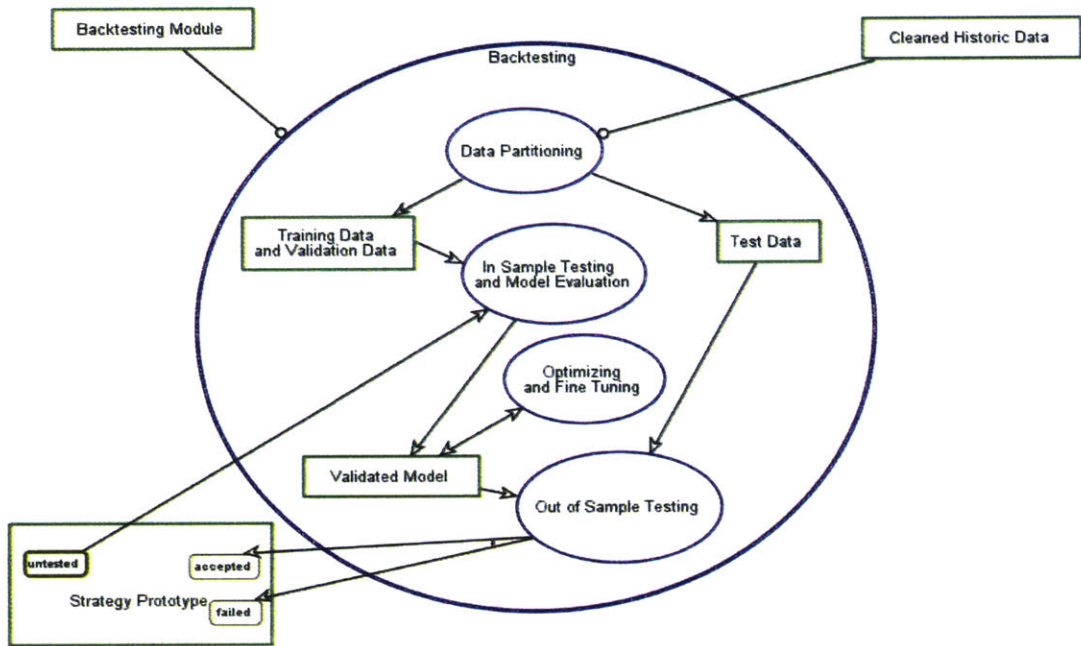 Backtesting Module
Cleaned Historic Data
Backtesting
Data Partitioning
Training Data
and Validation Data
Test Data
In Sample Testing
and Model Evaluation
Optimizing
and Fine Tuning
Validated Model
Out of Sample Testing
untested
accepted
Strategy Prototype
failed